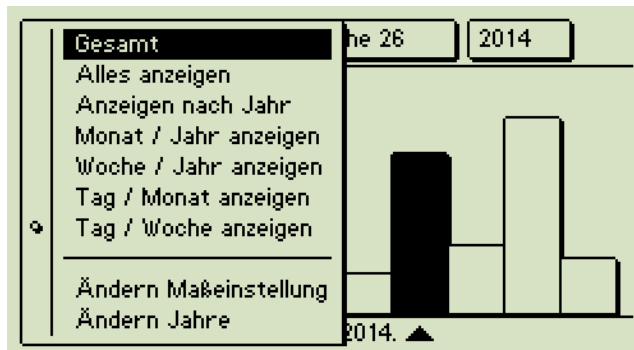 Gesamt
he 26
2014
Alles anzeigen
Anzeigen nach Jahr
Monat / Jahr anzeigen
Woche / Jahr anzeigen
Tag / Monat anzeigen
Tag / Woche anzeigen
Ändern Maßeinstellung
Ändern Jahre
2014.